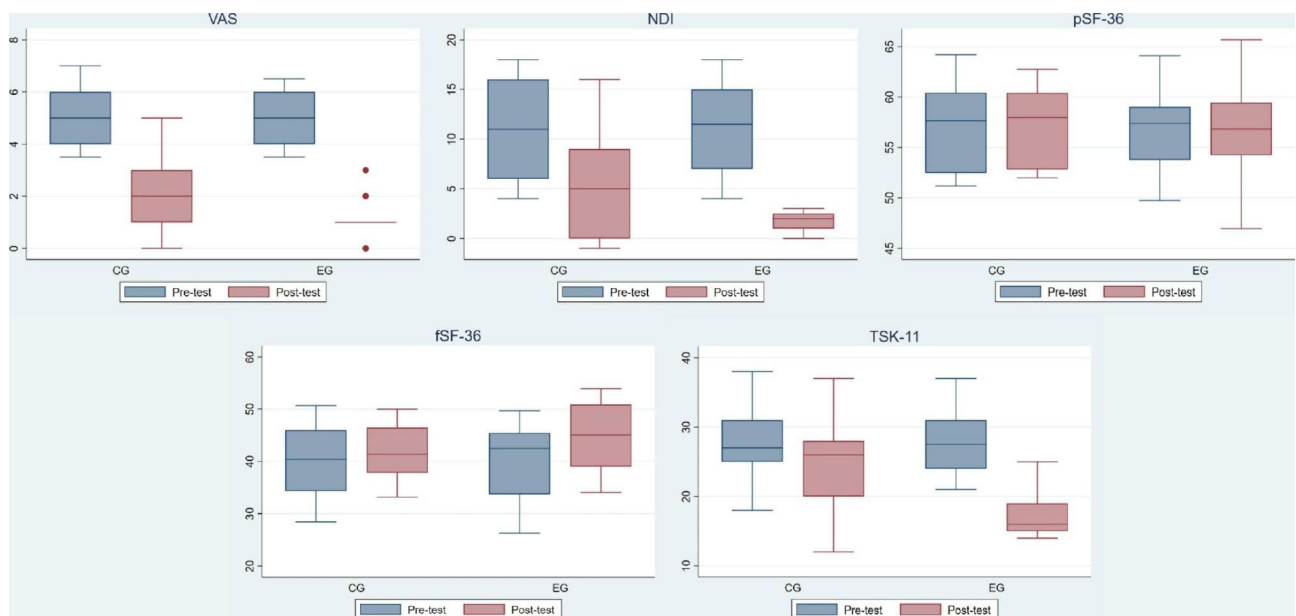 VAS
8
6
4
2
0
CG
EG
Pre-test
Post-test
NDI
20
15
10
5
0
CG
EG
Pre-test
Post-test
pSF-36
65
60
55
50
45
CG
EG
Pre-test
Post-test
fSF-36
60
50
40
30
20
CG
EG
Pre-test
Post-test
TSK-11
40
30
20
10
CG
EG
Pre-test
Post-test